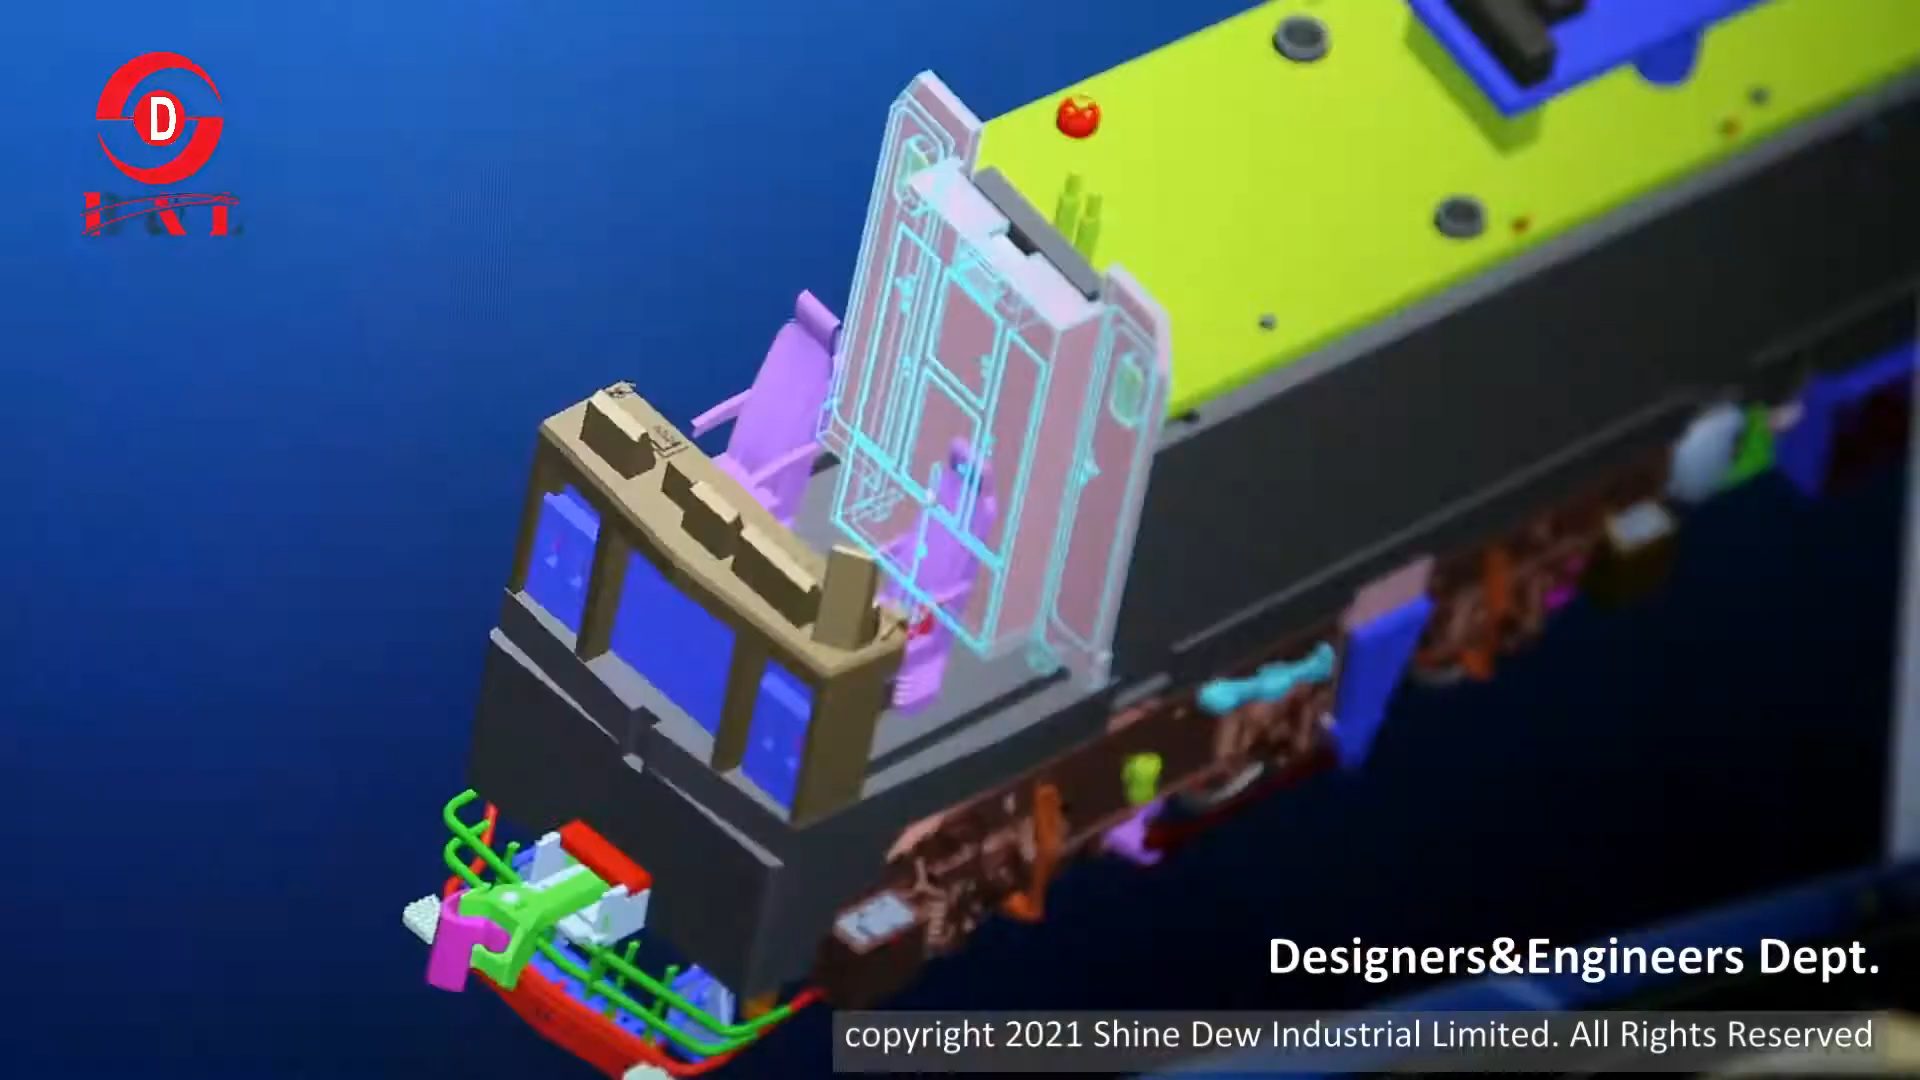 D
Designers&Engineers Dept.
copyright 2021 Shine Dew Industrial Limited. All Rights Reserved